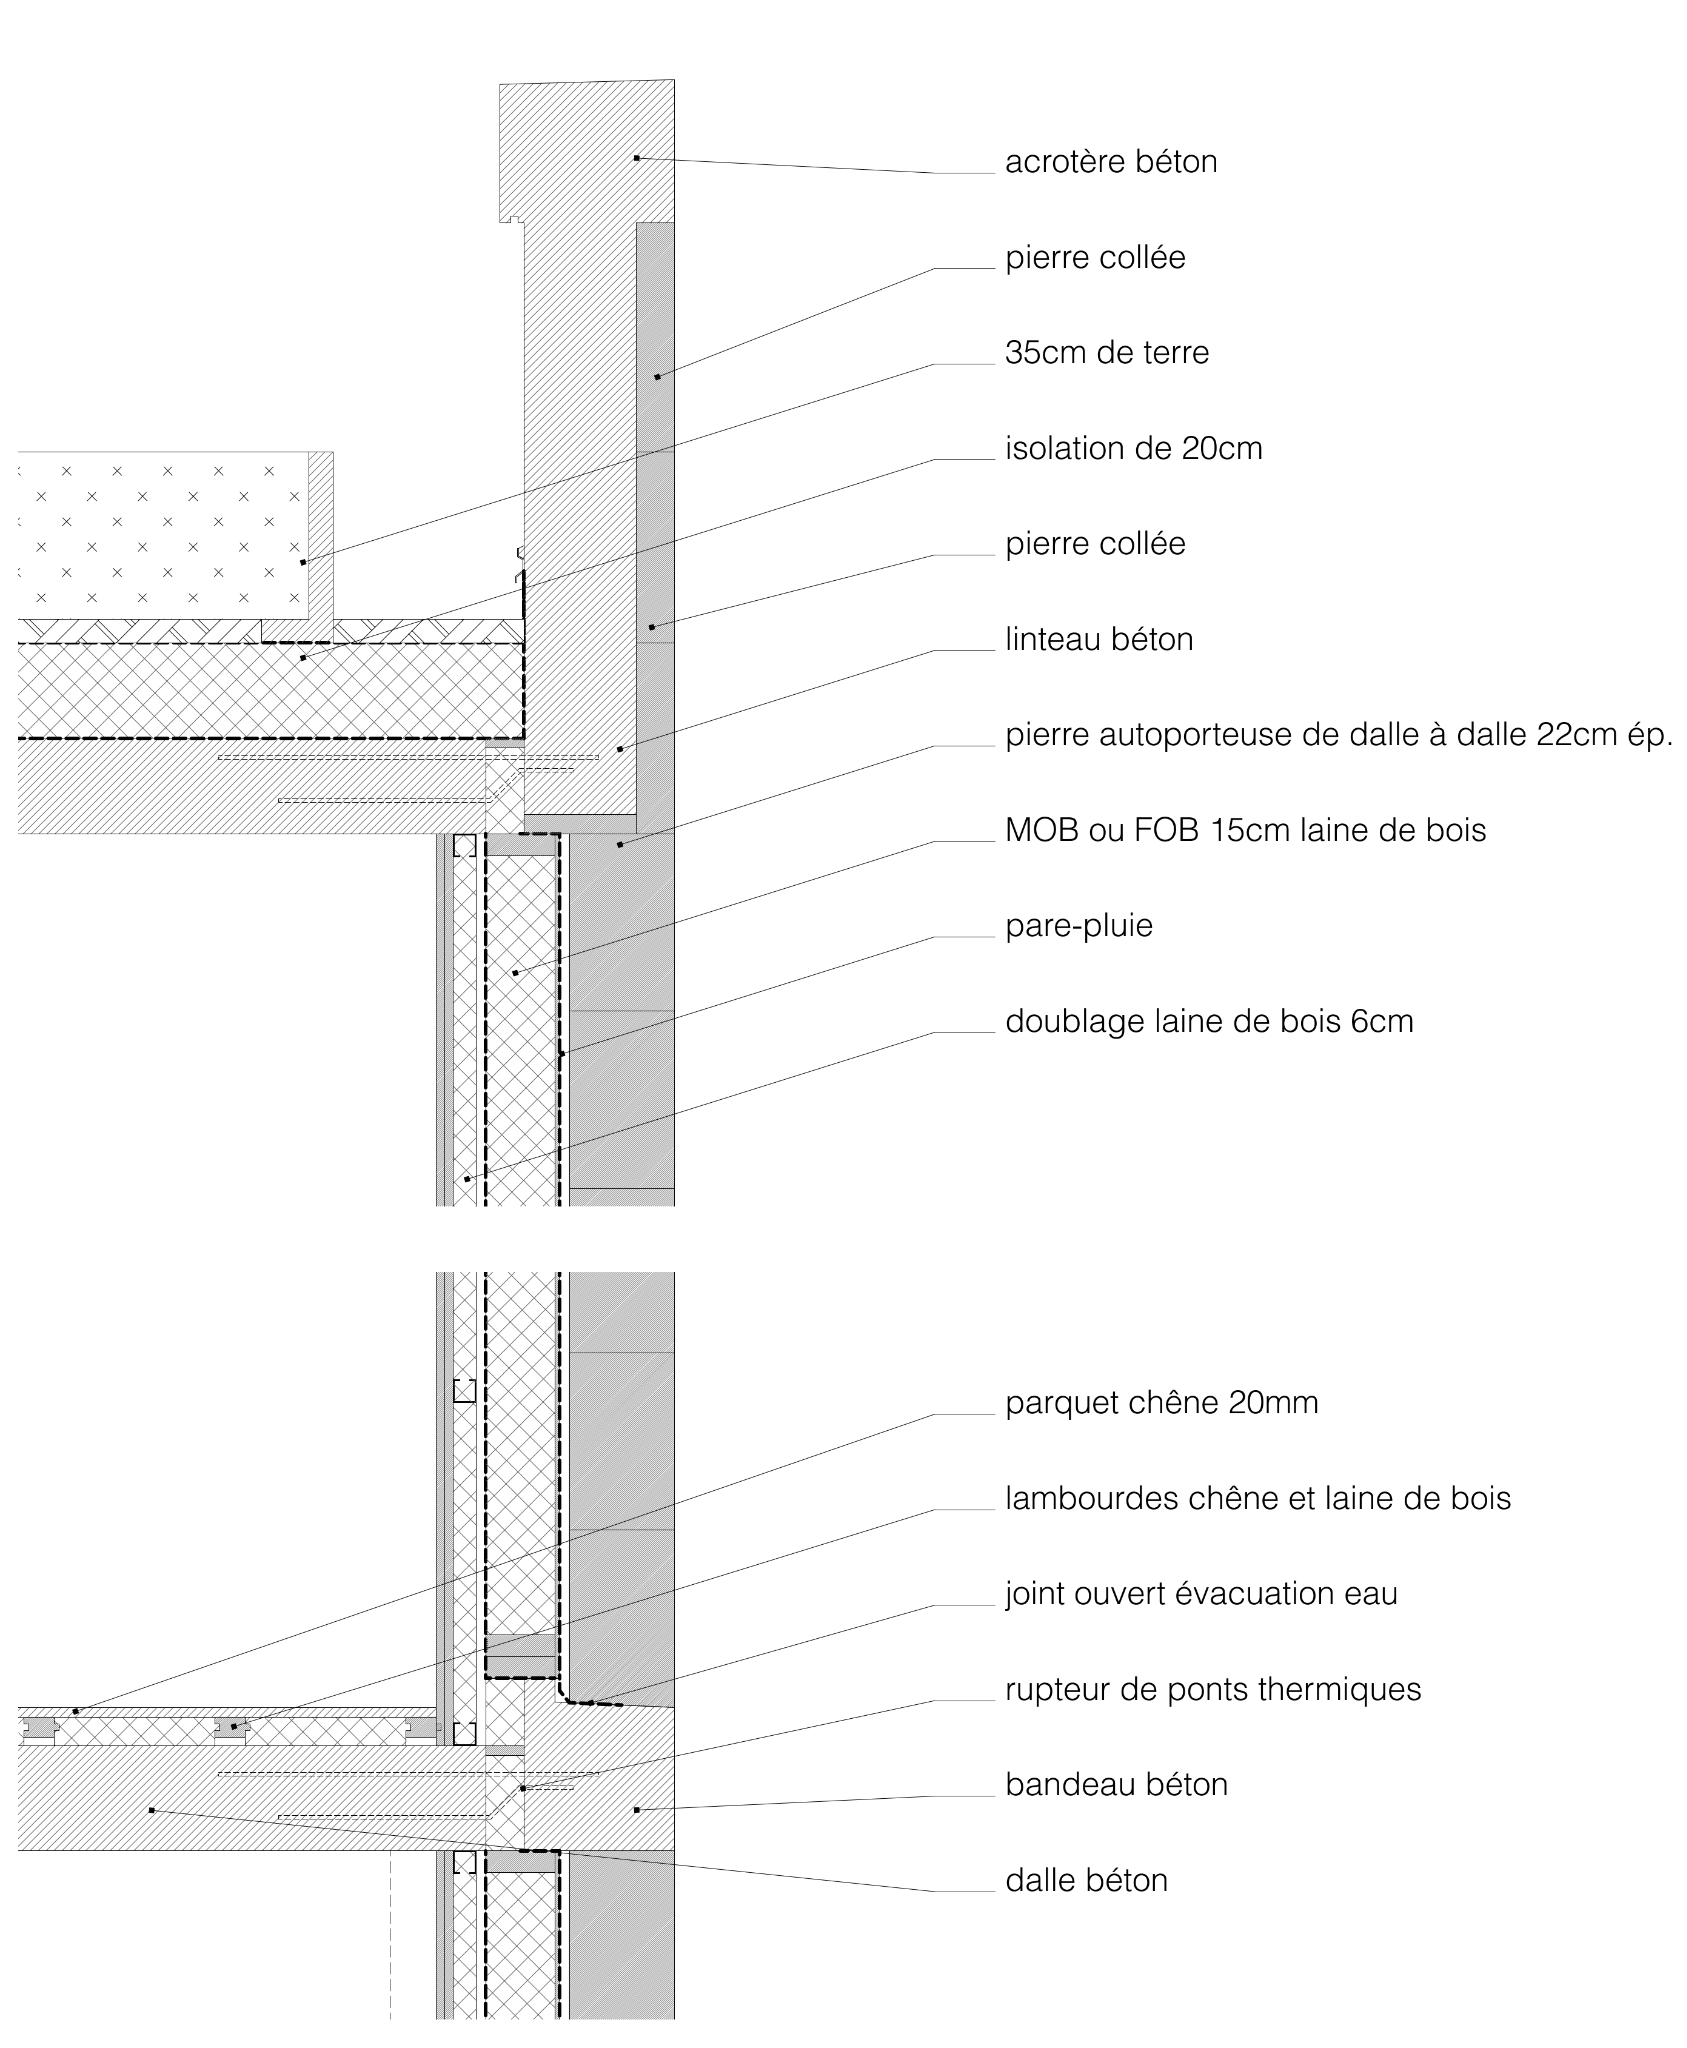 acrotère béton
pierre collée
35cm de terre
isolation de 20cm
pierre collée
linteau béton
pierre autoporteuse de dalle à dalle 22cm ép.
MOB ou FOB 15cm laine de bois
pare-pluie
doublage laine de bois 6cm
parquet chêne 20mm
lambourdes chêne et laine de bois
joint ouvert évacuation eau
rupteur de ponts thermiques
bandeau béton
dalle béton